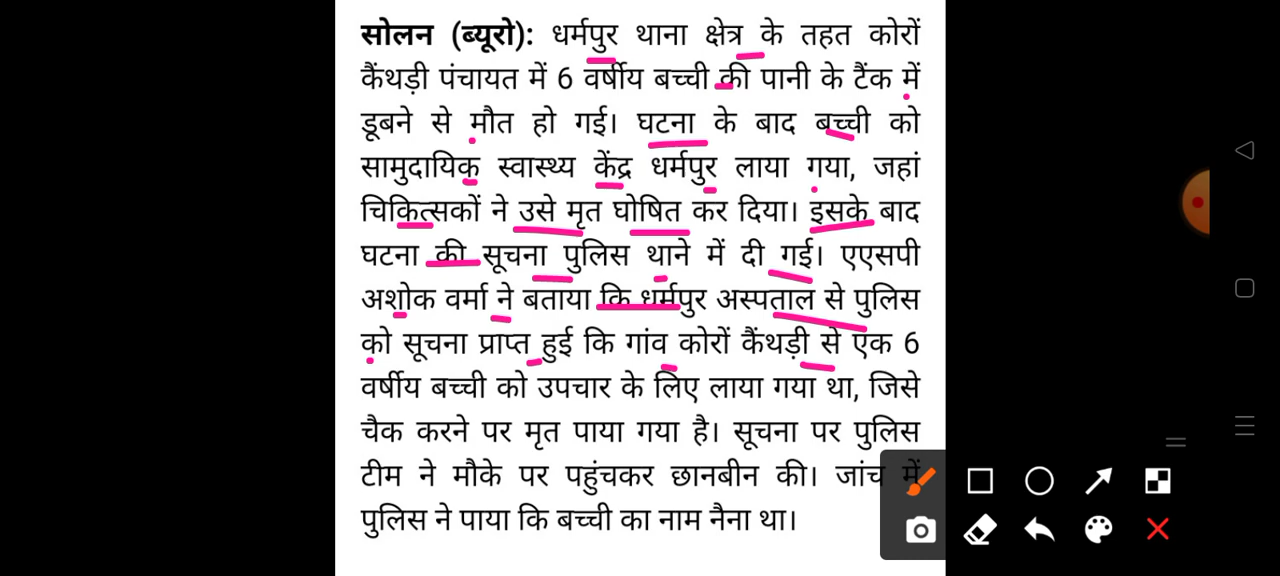 सोलन (ब्यूरो): धर्मपुर थाना क्षेत्र के तहत कोरों
कैंथड़ी पंचायत में 6 वर्षीय बच्ची की पानी के टैंक में
डूबने से मौत हो गई। घटना के बाद बच्ची को
सामुदायिक स्वास्थ्य केंद्र धर्मपुर लाया गया, जहां
चिकित्सकों ने उसे मृत घोषित कर दिया। इसके बाद
घटना की सूचना पुलिस थाने में दी गई। एएसपी
अशोक वर्मा ने बताया कि धर्मपुर अस्पताल से पुलिस
को सूचना प्राप्त हुई कि गांव कोरों कैंथड़ी से एक 6
वर्षीय बच्ची को उपचार के लिए लाया गया था, जिसे
चैक करने पर मृत पाया गया है। सूचना पर पुलिस
टीम ने मौके पर पहुंचकर छानबीन की। जांच में
पुलिस ने पाया कि बच्ची का नाम नैना था।